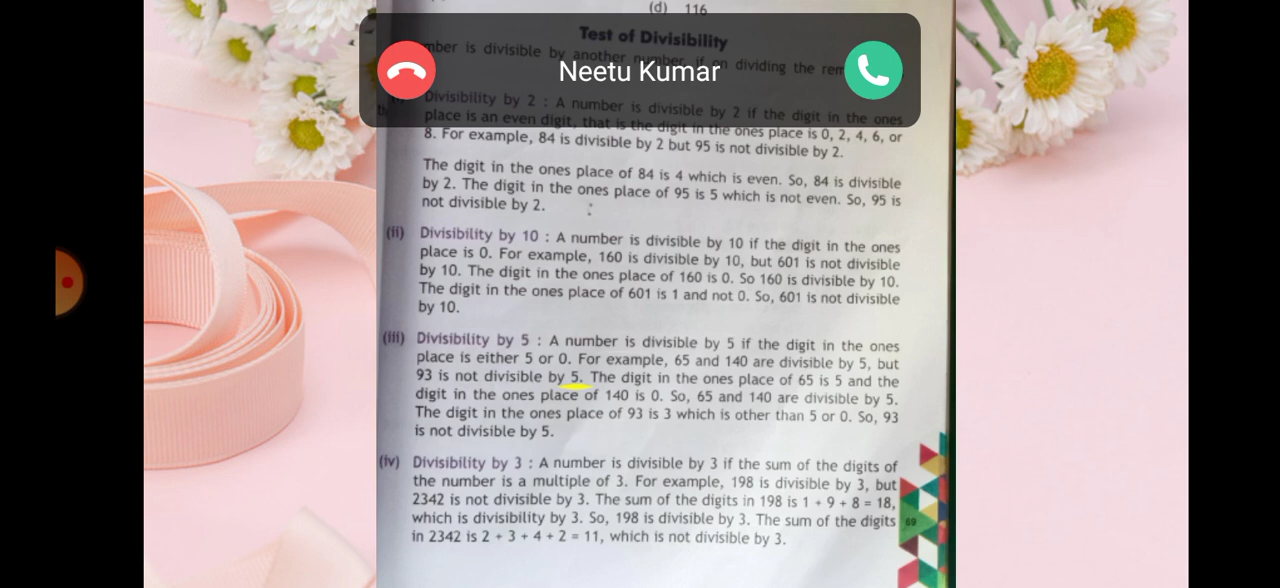 (d) 116
Test of Divisibility
mber is divisible by another number, if on dividing the rem
Neetu Kumar
Divisibility by 2 : A number is divisible by 2 if the digit in the ones
place is an even digit, that is the digit in the ones place is 0, 2, 4, 6, or
8. For example, 84 is divisible by 2 but 95 is not divisible by 2.
The digit in the ones place of 84 is 4 which is even. So, 84 is divisible
by 2. The digit in the ones place of 95 is 5 which is not even. So, 95 is
not divisible by 2.
(ii) Divisibility by 10 : A number is divisible by 10 if the digit in the ones
place is 0. For example, 160 is divisible by 10, but 601 is not divisible
by 10. The digit in the ones place of 160 is 0. So 160 is divisible by 10.
The digit in the ones place of 601 is 1 and not 0. So, 601 is not divisible
by 10.
(iii) Divisibility by 5 : A number is divisible by 5 if the digit in the ones
place is either 5 or 0. For example, 65 and 140 are divisible by 5, but
93 is not divisible by 5. The digit in the ones place of 65 is 5 and the
digit in the ones place of 140 is 0. So, 65 and 140 are divisible by 5.
The digit in the ones place of 93 is 3 which is other than 5 or 0. So, 93
is not divisible by 5.
(iv) Divisibility by 3 : A number is divisible by 3 if the sum of the digits of
the number is a multiple of 3. For example, 198 is divisible by 3, but
2342 is not divisible by 3. The sum of the digits in 198 is 1 + 9 + 8 = 18,
which is divisibility by 3. So, 198 is divisible by 3. The sum of the digits
in 2342 is 2 + 3 + 4 + 2 = 11, which is not divisible by 3.
69